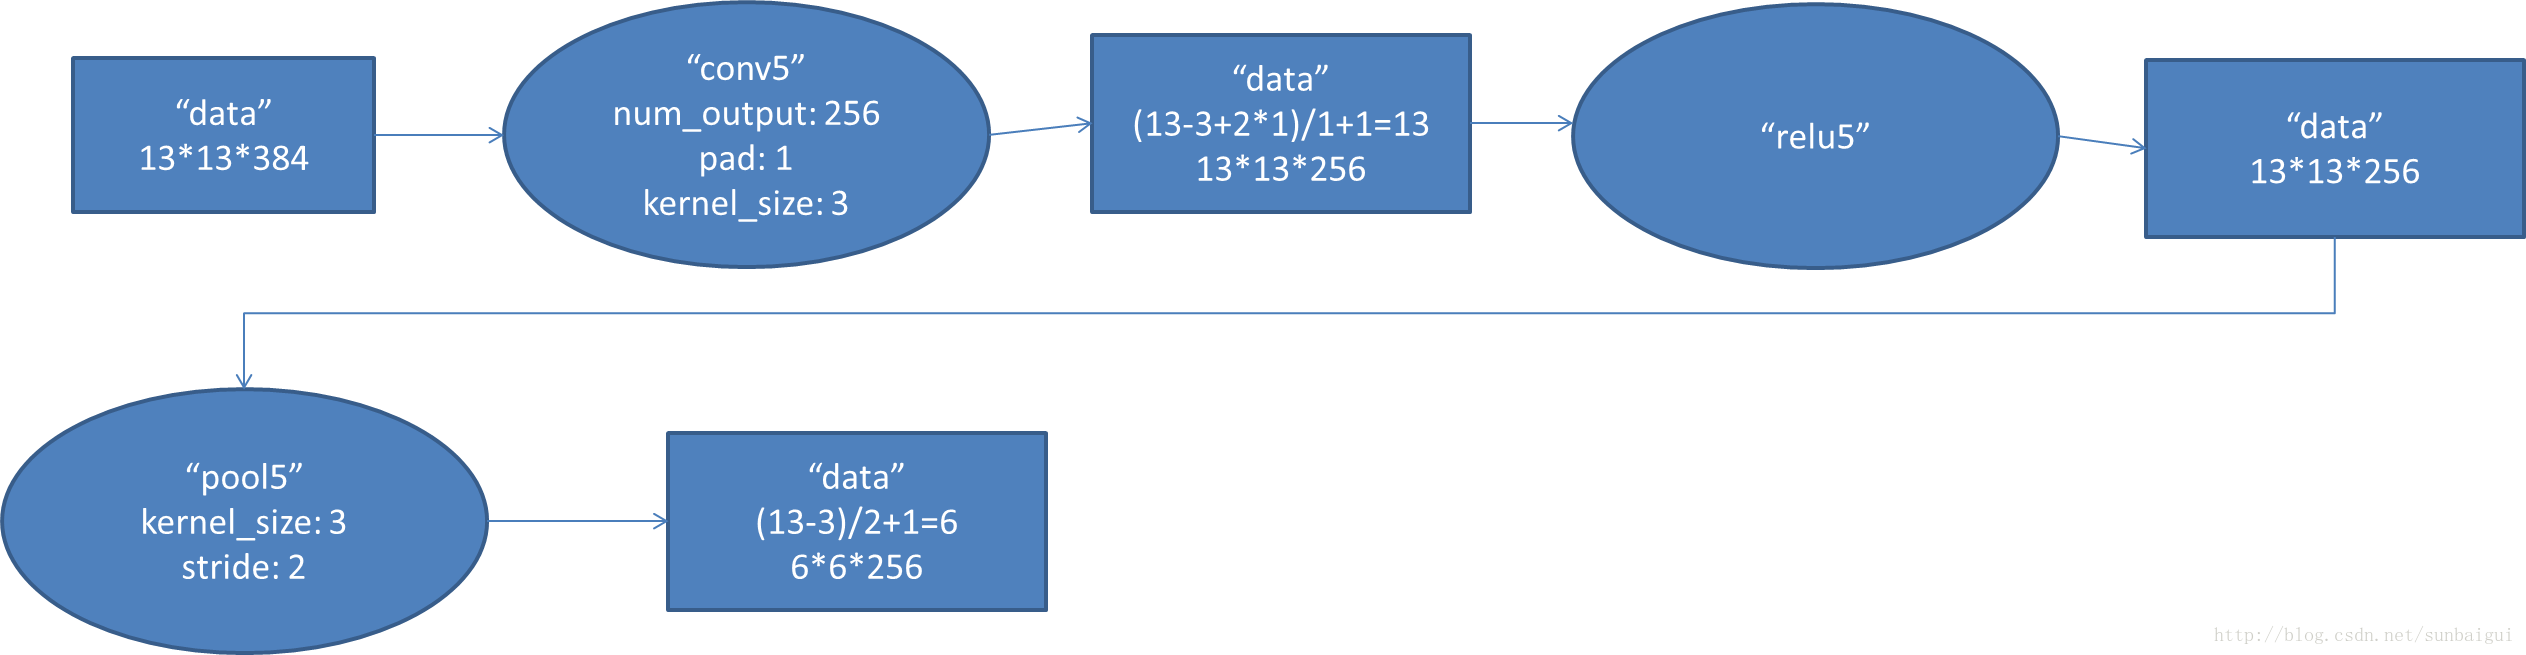 “data”
13*13*384
“conv5”
num_output: 256
pad: 1
kernel_size: 3
“data”
(13-3+2*1)/1+1=13
13*13*256
“relu5”
“data”
13*13*256
“pool5”
kernel_size: 3
stride: 2
“data”
(13-3)/2+1=6
6*6*256
http://blog.csdn.net/sunbaigui